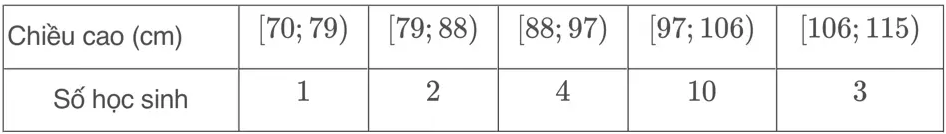 Chiều cao (cm) [70; 79) [79; 88) [88; 97) [97; 106) [106; 115)
Số học sinh 1 2 4 10 3